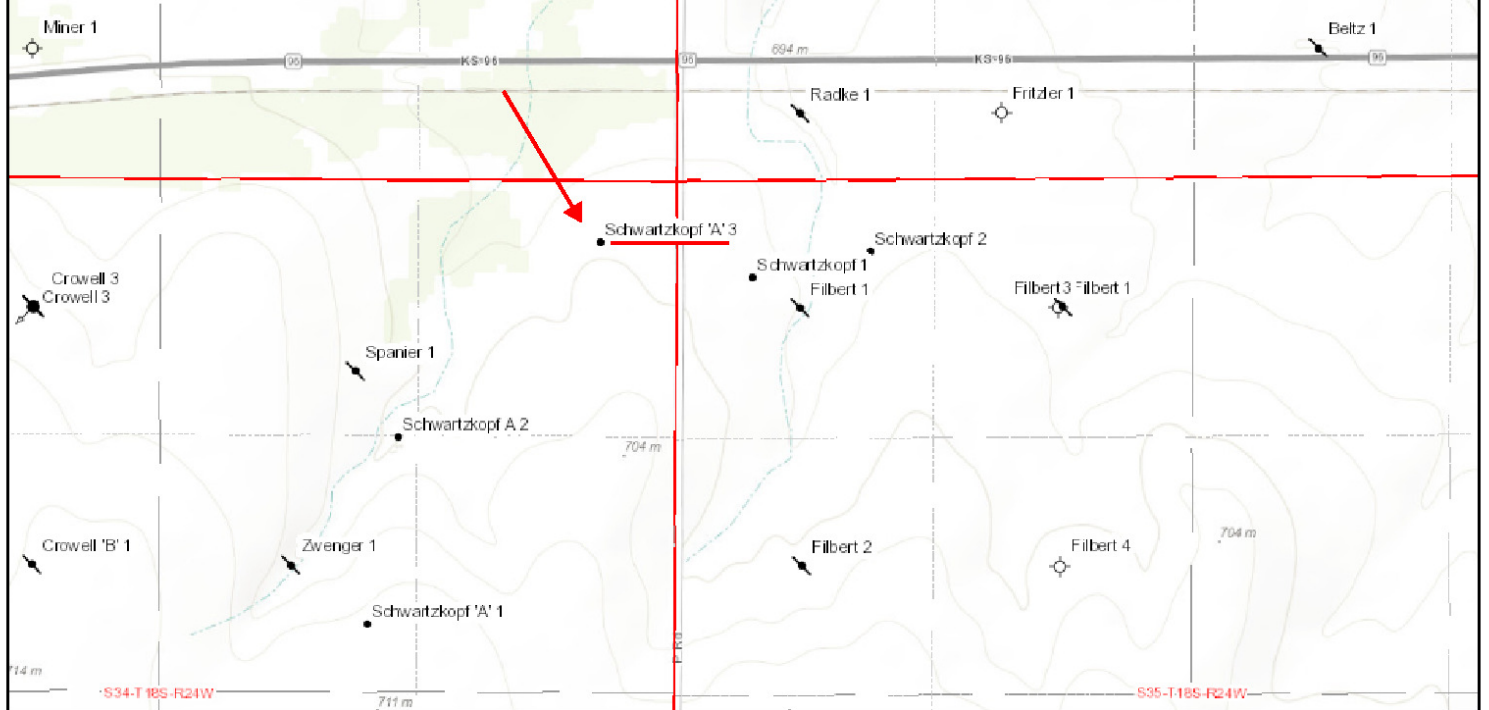 Miner 1
Beltz 1
694 m
96
KS-96
96
KS-96
96
Radke 1
Fritzler 1
Schwartzkopf 'A' 3
Schwartzkopf 2
Schwartzkopf 1
Crowell 3
Crowell 3
Filbert 1
Filbert 3
Filbert 1
Spanier 1
Schwartzkopf A 2
704 m
704 m
Crowell 'B' 1
Zwenger 1
Filbert 2
Filbert 4
Schwartzkopf 'A' 1
P Rd
714 m
S34-T18S-R24W
S35-T18S-R24W
711 m